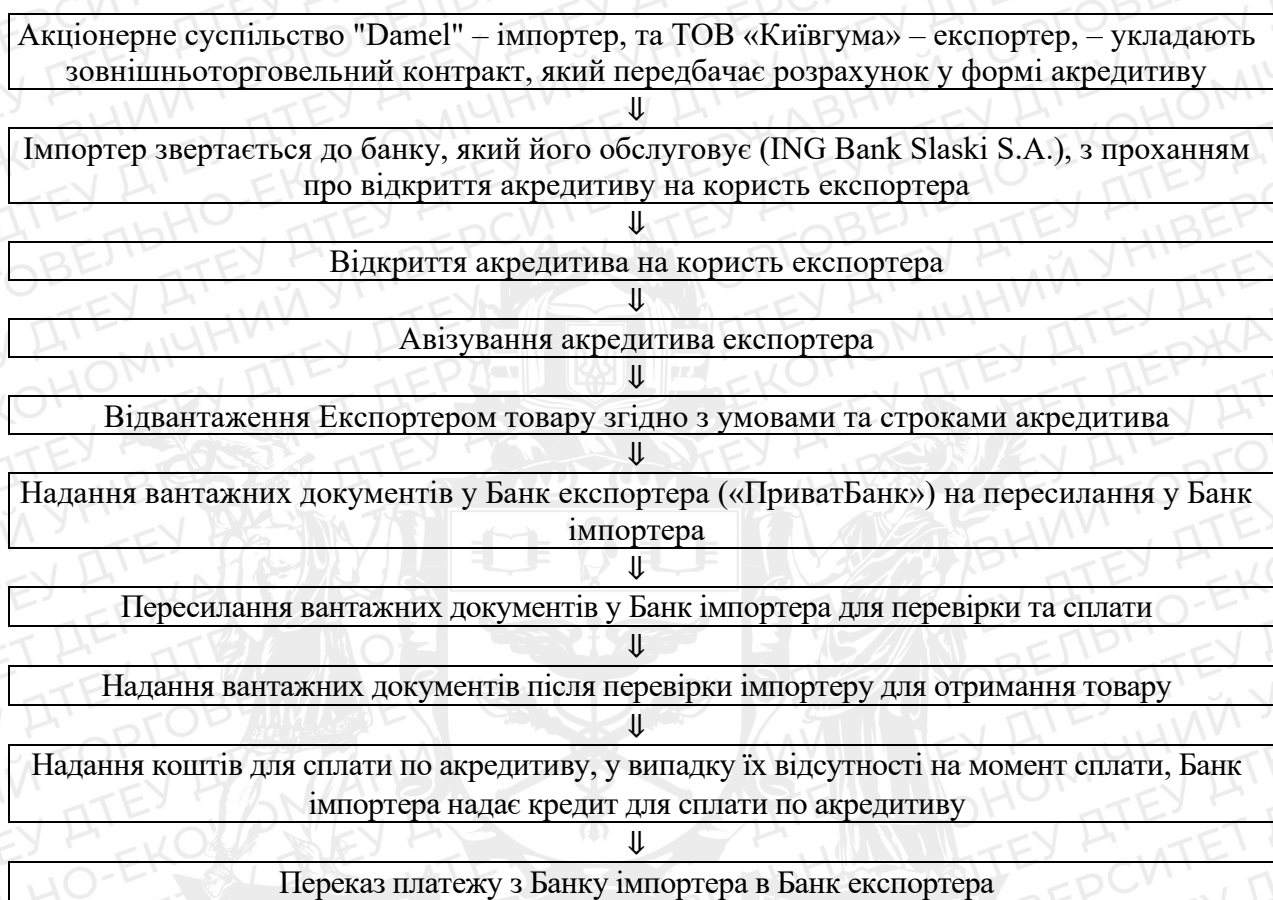 Акціонерне суспільство "Damel" – імпортер, та ТОВ «Київгума» – експортер, – укладають
зовнішньоторговельний контракт, який передбачає розрахунок у формі акредитиву
⇓
Імпортер звертається до банку, який його обслуговує (ING Bank Slaski S.A.), з проханням
про відкриття акредитиву на користь експортера
⇓
Відкриття акредитива на користь експортера
⇓
Авізування акредитива експортера
⇓
Відвантаження Експортером товару згідно з умовами та строками акредитива
⇓
Надання вантажних документів у Банк експортера («ПриватБанк») на пересилання у Банк
імпортера
⇓
Пересилання вантажних документів у Банк імпортера для перевірки та сплати
⇓
Надання вантажних документів після перевірки імпортеру для отримання товару
⇓
Надання коштів для сплати по акредитиву, у випадку їх відсутності на момент сплати, Банк
імпортера надає кредит для сплати по акредитиву
⇓
Переказ платежу з Банку імпортера в Банк експортера